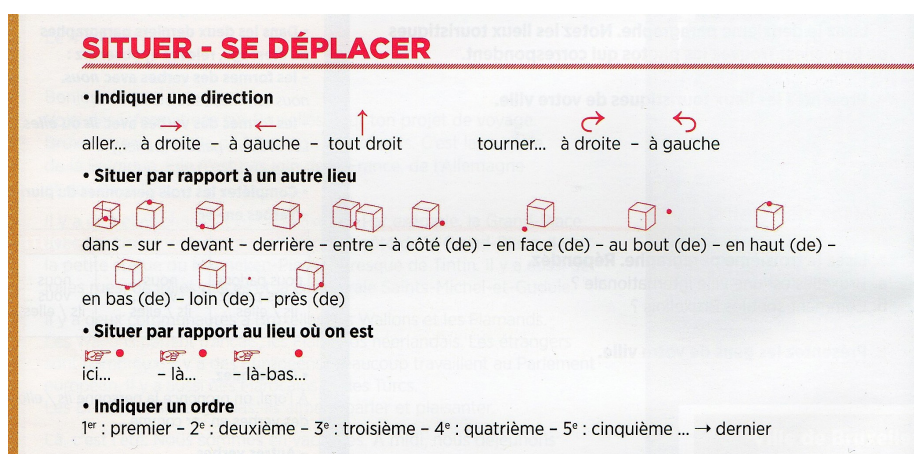 SITUER - SE DÉPLACER
• Indiquer une direction
aller... à droite – à gauche – tout droit tourner... à droite – à gauche
• Situer par rapport à un autre lieu
dans – sur – devant – derrière – entre – à côté (de) – en face (de) – au bout (de) – en haut (de) –
en bas (de) – loin (de) – près (de)
• Situer par rapport au lieu où on est
ici... – là... – là-bas...
• Indiquer un ordre
1er : premier – 2e : deuxième – 3e : troisième – 4e : quatrième – 5e : cinquième ... → dernier